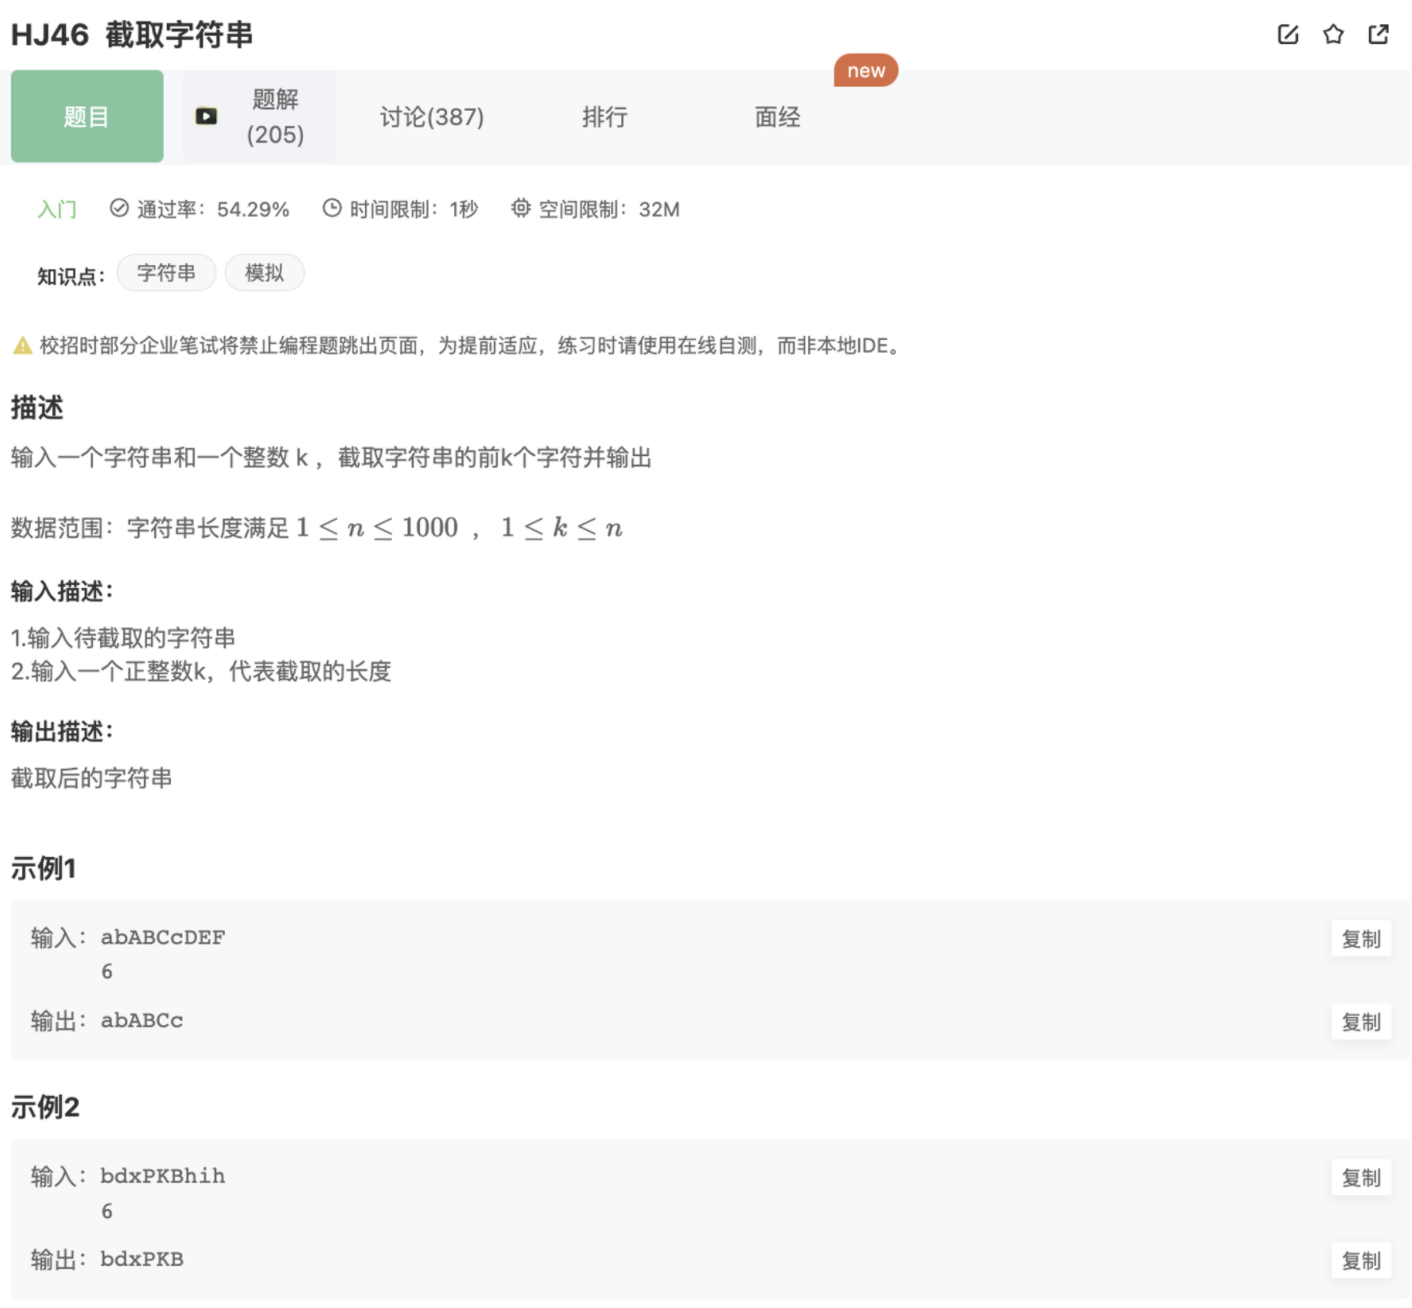 HJ46 截取字符串
new
题目
题解
(205)
讨论(387)
排行
面经
入门 通过率：54.29% 时间限制：1秒 空间限制：32M
知识点： 字符串 模拟
校招时部分企业笔试将禁止编程题跳出页面，为提前适应，练习时请使用在线自测，而非本地IDE。
描述
输入一个字符串和一个整数 k ，截取字符串的前k个字符并输出
数据范围：字符串长度满足 1 ≤ n ≤ 1000 ， 1 ≤ k ≤ n
输入描述：
1.输入待截取的字符串
2.输入一个正整数k，代表截取的长度
输出描述：
截取后的字符串
示例1
输入： abABCcDEF 复制
6
输出： abABCc 复制
示例2
输入： bdxPKBhih 复制
6
输出： bdxPKB 复制